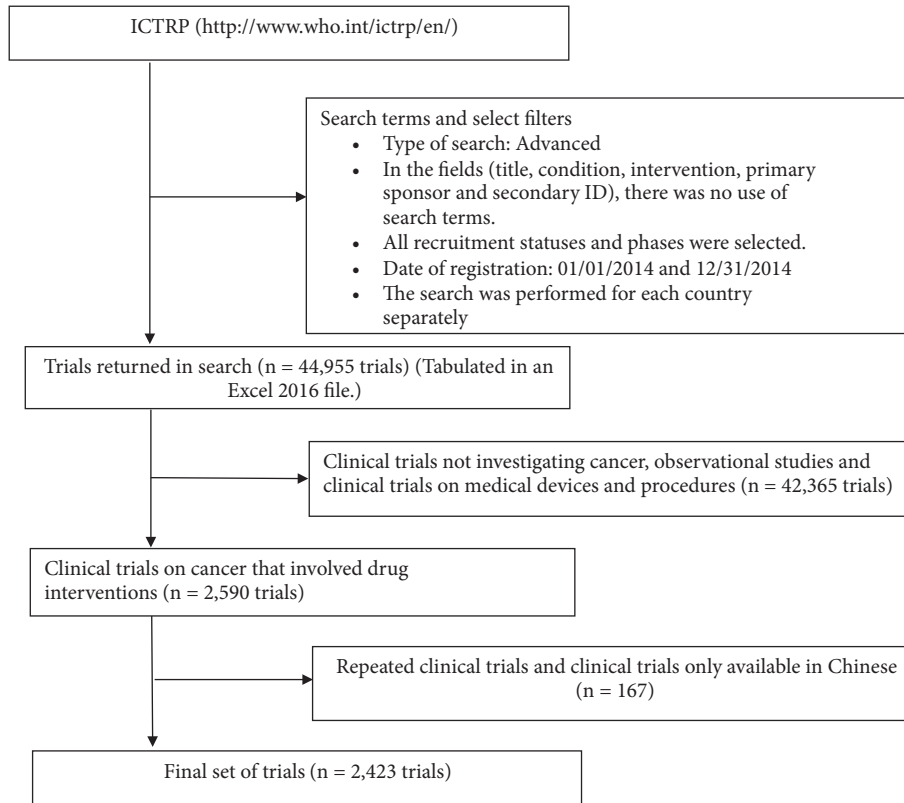 ICTRP (http://www.who.int/ictrp/en/)
Search terms and select filters
• Type of search: Advanced
• In the fields (title, condition, intervention, primary
sponsor and secondary ID), there was no use of
search terms.
• All recruitment statuses and phases were selected.
• Date of registration: 01/01/2014 and 12/31/2014
• The search was performed for each country
separately
Trials returned in search (n = 44,955 trials) (Tabulated in an
Excel 2016 file.)
Clinical trials not investigating cancer, observational studies and
clinical trials on medical devices and procedures (n = 42,365 trials)
Clinical trials on cancer that involved drug
interventions (n = 2,590 trials)
Repeated clinical trials and clinical trials only available in Chinese
(n = 167)
Final set of trials (n = 2,423 trials)